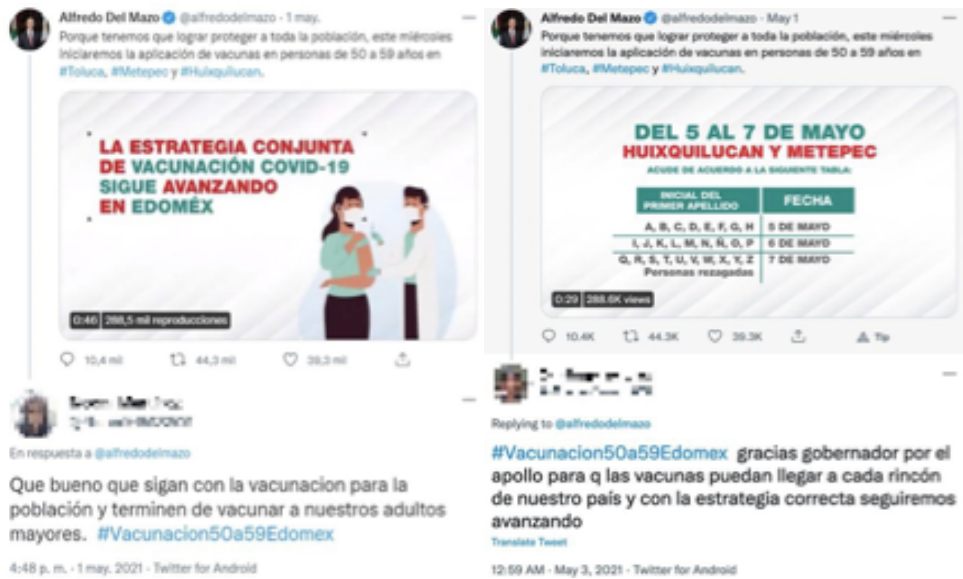 Alfredo Del Mazo @alfredodelmazo · 1 may.
Porque tenemos que lograr proteger a toda la población, este miércoles
iniciaremos la aplicación de vacunas en personas de 50 a 59 años en
#Toluca, #Metepec y #Huixquilucan.
LA ESTRATEGIA CONJUNTA
DE VACUNACIÓN COVID-19
SIGUE AVANZANDO
EN EDOMÉX
0:46 288,5 mil reproducciones
10,4 mil 44,3 mil 39,3 mil
En respuesta a @alfredodelmazo
Que bueno que sigan con la vacunacion para la
población y terminen de vacunar a nuestros adultos
mayores. #Vacunacion50a59Edomex
4:48 p. m. · 1 may. 2021 · Twitter for Android
Alfredo Del Mazo @alfredodelmazo · May 1
Porque tenemos que lograr proteger a toda la población, este miércoles
iniciaremos la aplicación de vacunas en personas de 50 a 59 años en
#Toluca, #Metepec y #Huixquilucan.
DEL 5 AL 7 DE MAYO
HUIXQUILUCAN Y METEPEC
ACUDE DE ACUERDO A LA SIGUIENTE TABLA:
INICIAL DEL PRIMER APELLIDO FECHA
A, B, C, D, E, F, G, H 5 DE MAYO
I, J, K, L, M, N, Ñ, O, P 6 DE MAYO
Q, R, S, T, U, V, W, X, Y, Z 7 DE MAYO
Personas rezagadas
0:29 288.6K views
10.4K 44.3K 39.3K Tip
Replying to @alfredodelmazo
#Vacunacion50a59Edomex gracias gobernador por el
apollo para q las vacunas puedan llegar a cada rincón
de nuestro país y con la estrategia correcta seguiremos
avanzando
Translate Tweet
12:59 AM · May 3, 2021 · Twitter for Android